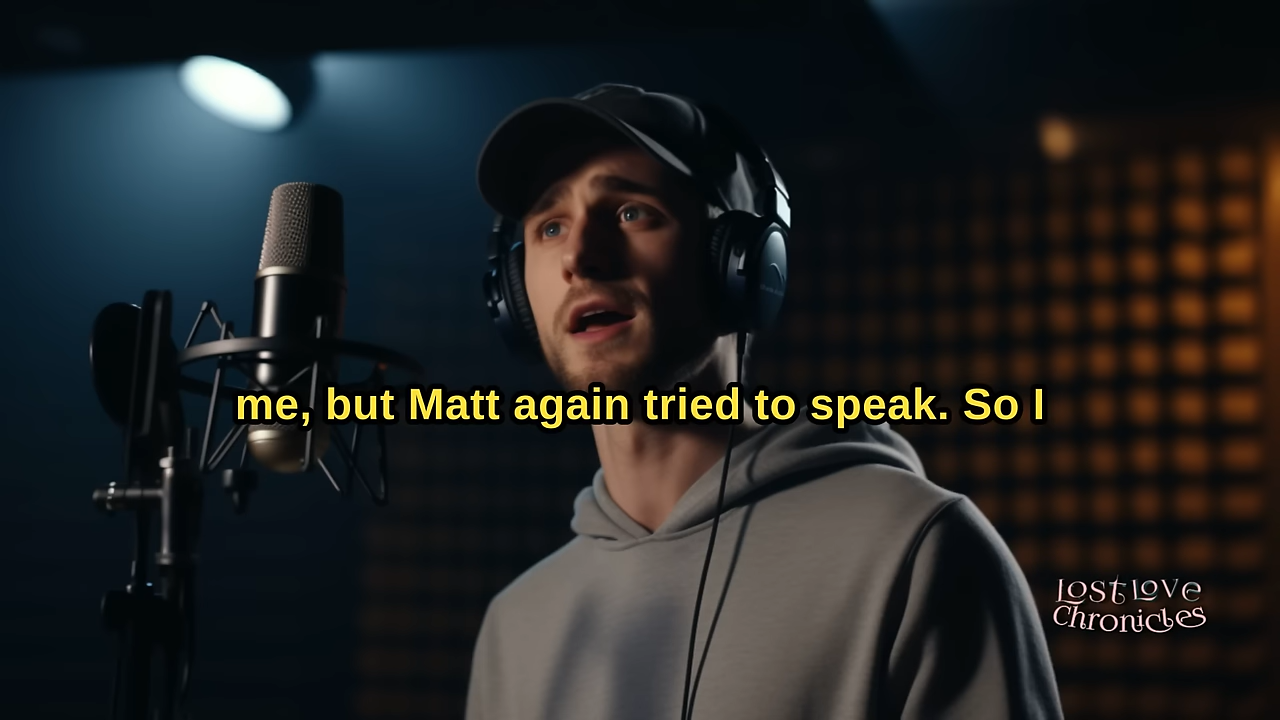 me, but Matt again tried to speak. So I
Lost Love
Chronicles